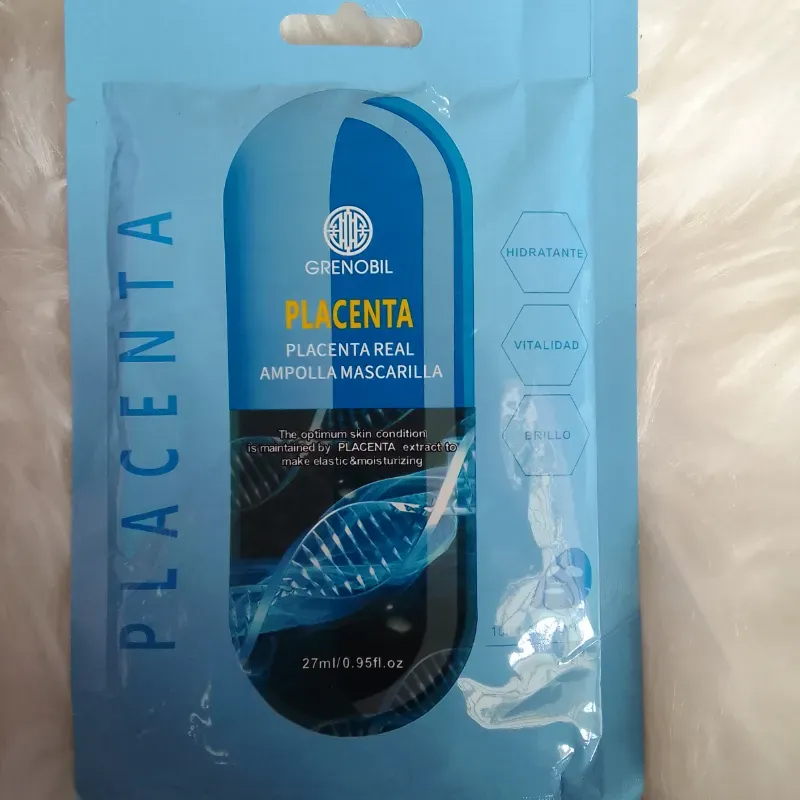 PLACENTA
GRENOBIL
PLACENTA
PLACENTA REAL
AMPOLLA MASCARILLA
The optimum skin condition
is maintained by PLACENTA extract to
make elastic&moisturizing
27ml/0.95fl.oz
HIDRATANTE
VITALIDAD
BRILLO